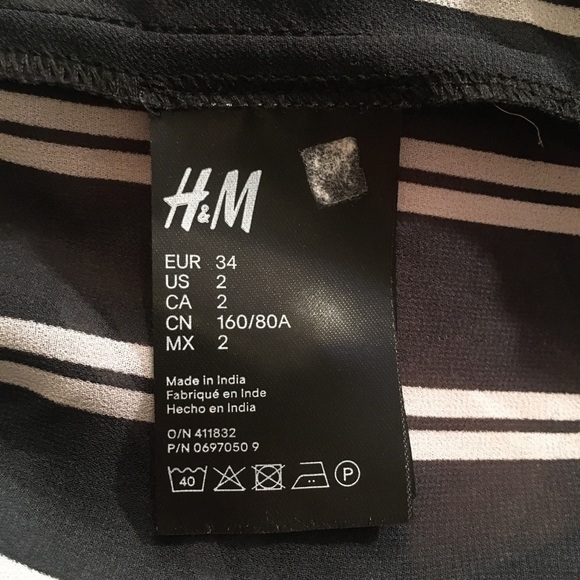 H&M
EUR 34
US 2
CA 2
CN 160/80A
MX 2
Made in India
Fabriqué en Inde
Hecho en India
O/N 411832
P/N 0697050 9
40 P